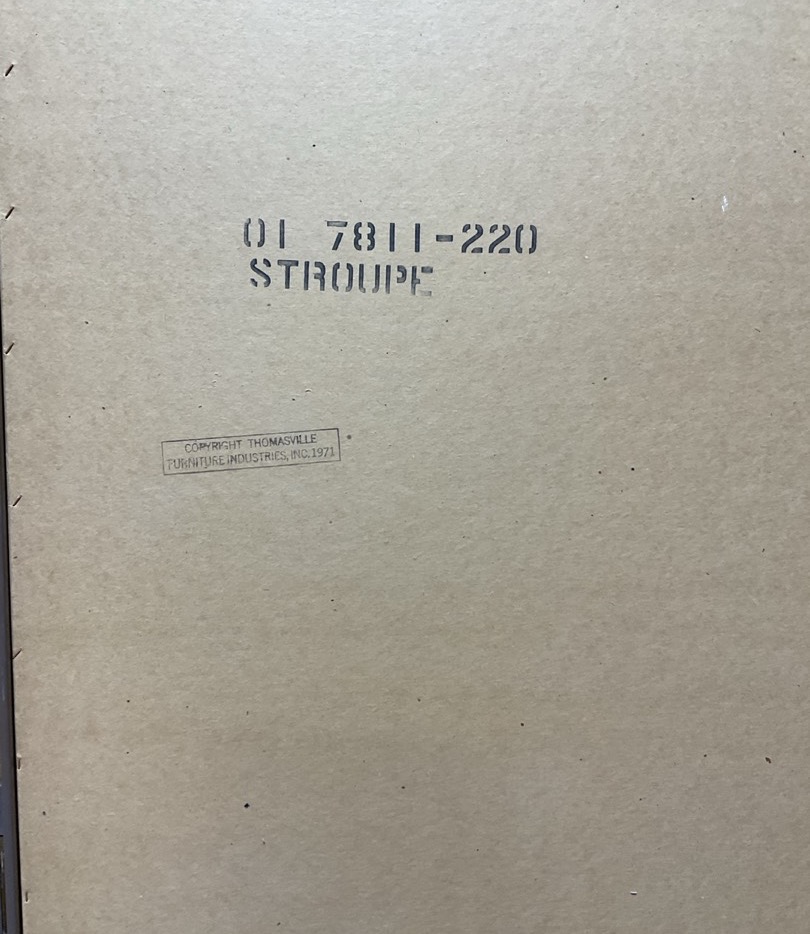 01 7811-220
STROUPE
COPYRIGHT THOMASVILLE
FURNITURE INDUSTRIES, INC. 1971